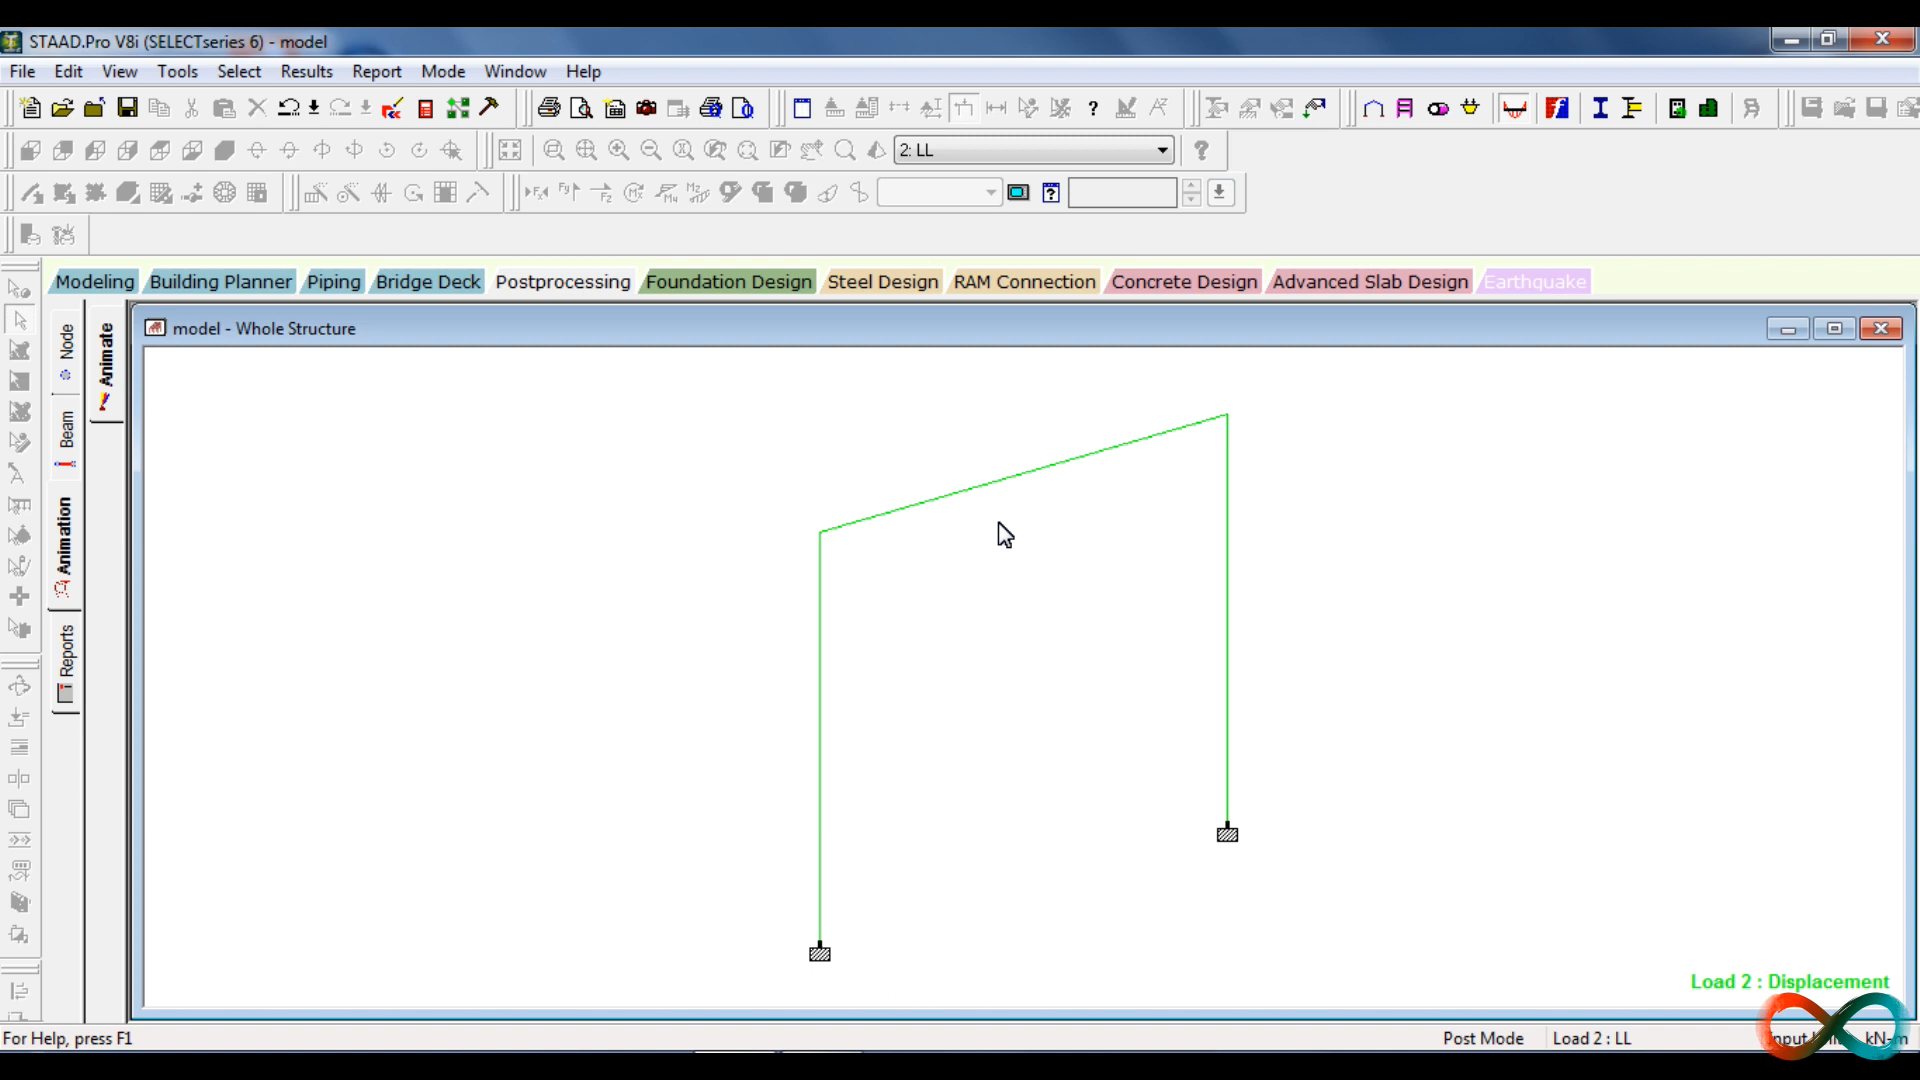 STAAD.Pro V8i (SELECTseries 6) - model
File Edit View Tools Select Results Report Mode Window Help
2: LL
Modeling Building Planner Piping Bridge Deck Postprocessing Foundation Design Steel Design RAM Connection Concrete Design Advanced Slab Design Earthquake
Node
Beam
Animation
Reports
Animate
model - Whole Structure
Load 2 : Displacement
For Help, press F1
Post Mode
Load 2 : LL
kN-m